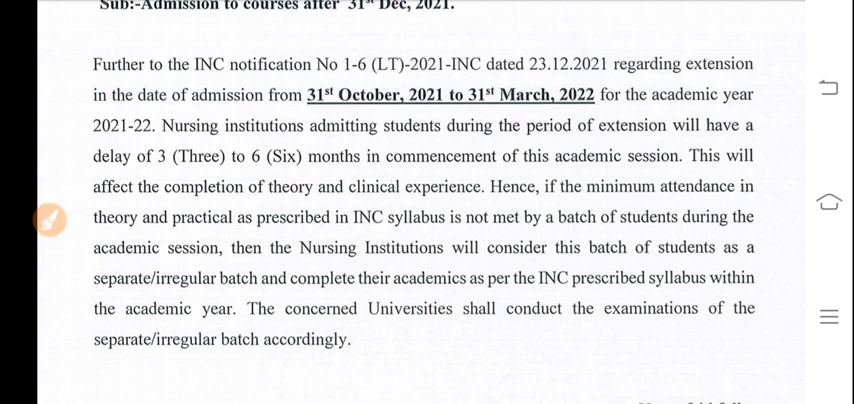 Sub:-Admission to courses after 31st Dec, 2021.
Further to the INC notification No 1-6 (LT)-2021-INC dated 23.12.2021 regarding extension
in the date of admission from 31st October, 2021 to 31st March, 2022 for the academic year
2021-22. Nursing institutions admitting students during the period of extension will have a
delay of 3 (Three) to 6 (Six) months in commencement of this academic session. This will
affect the completion of theory and clinical experience. Hence, if the minimum attendance in
theory and practical as prescribed in INC syllabus is not met by a batch of students during the
academic session, then the Nursing Institutions will consider this batch of students as a
separate/irregular batch and complete their academics as per the INC prescribed syllabus within
the academic year. The concerned Universities shall conduct the examinations of the
separate/irregular batch accordingly.